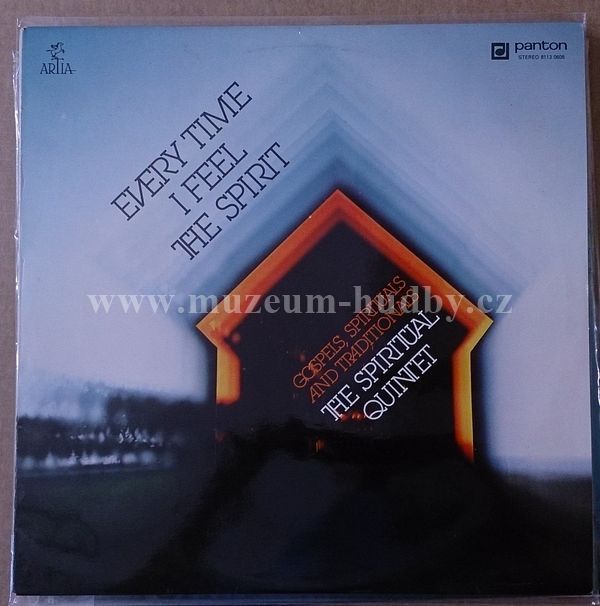 ARTIA
panton
STEREO 8113 0608
EVERY TIME
I FEEL
THE SPIRIT
www.muzeum-hudby.cz
GOSPELS, SPIRITUALS
AND TRADITIONALS
THE SPIRITUAL
QUINTET